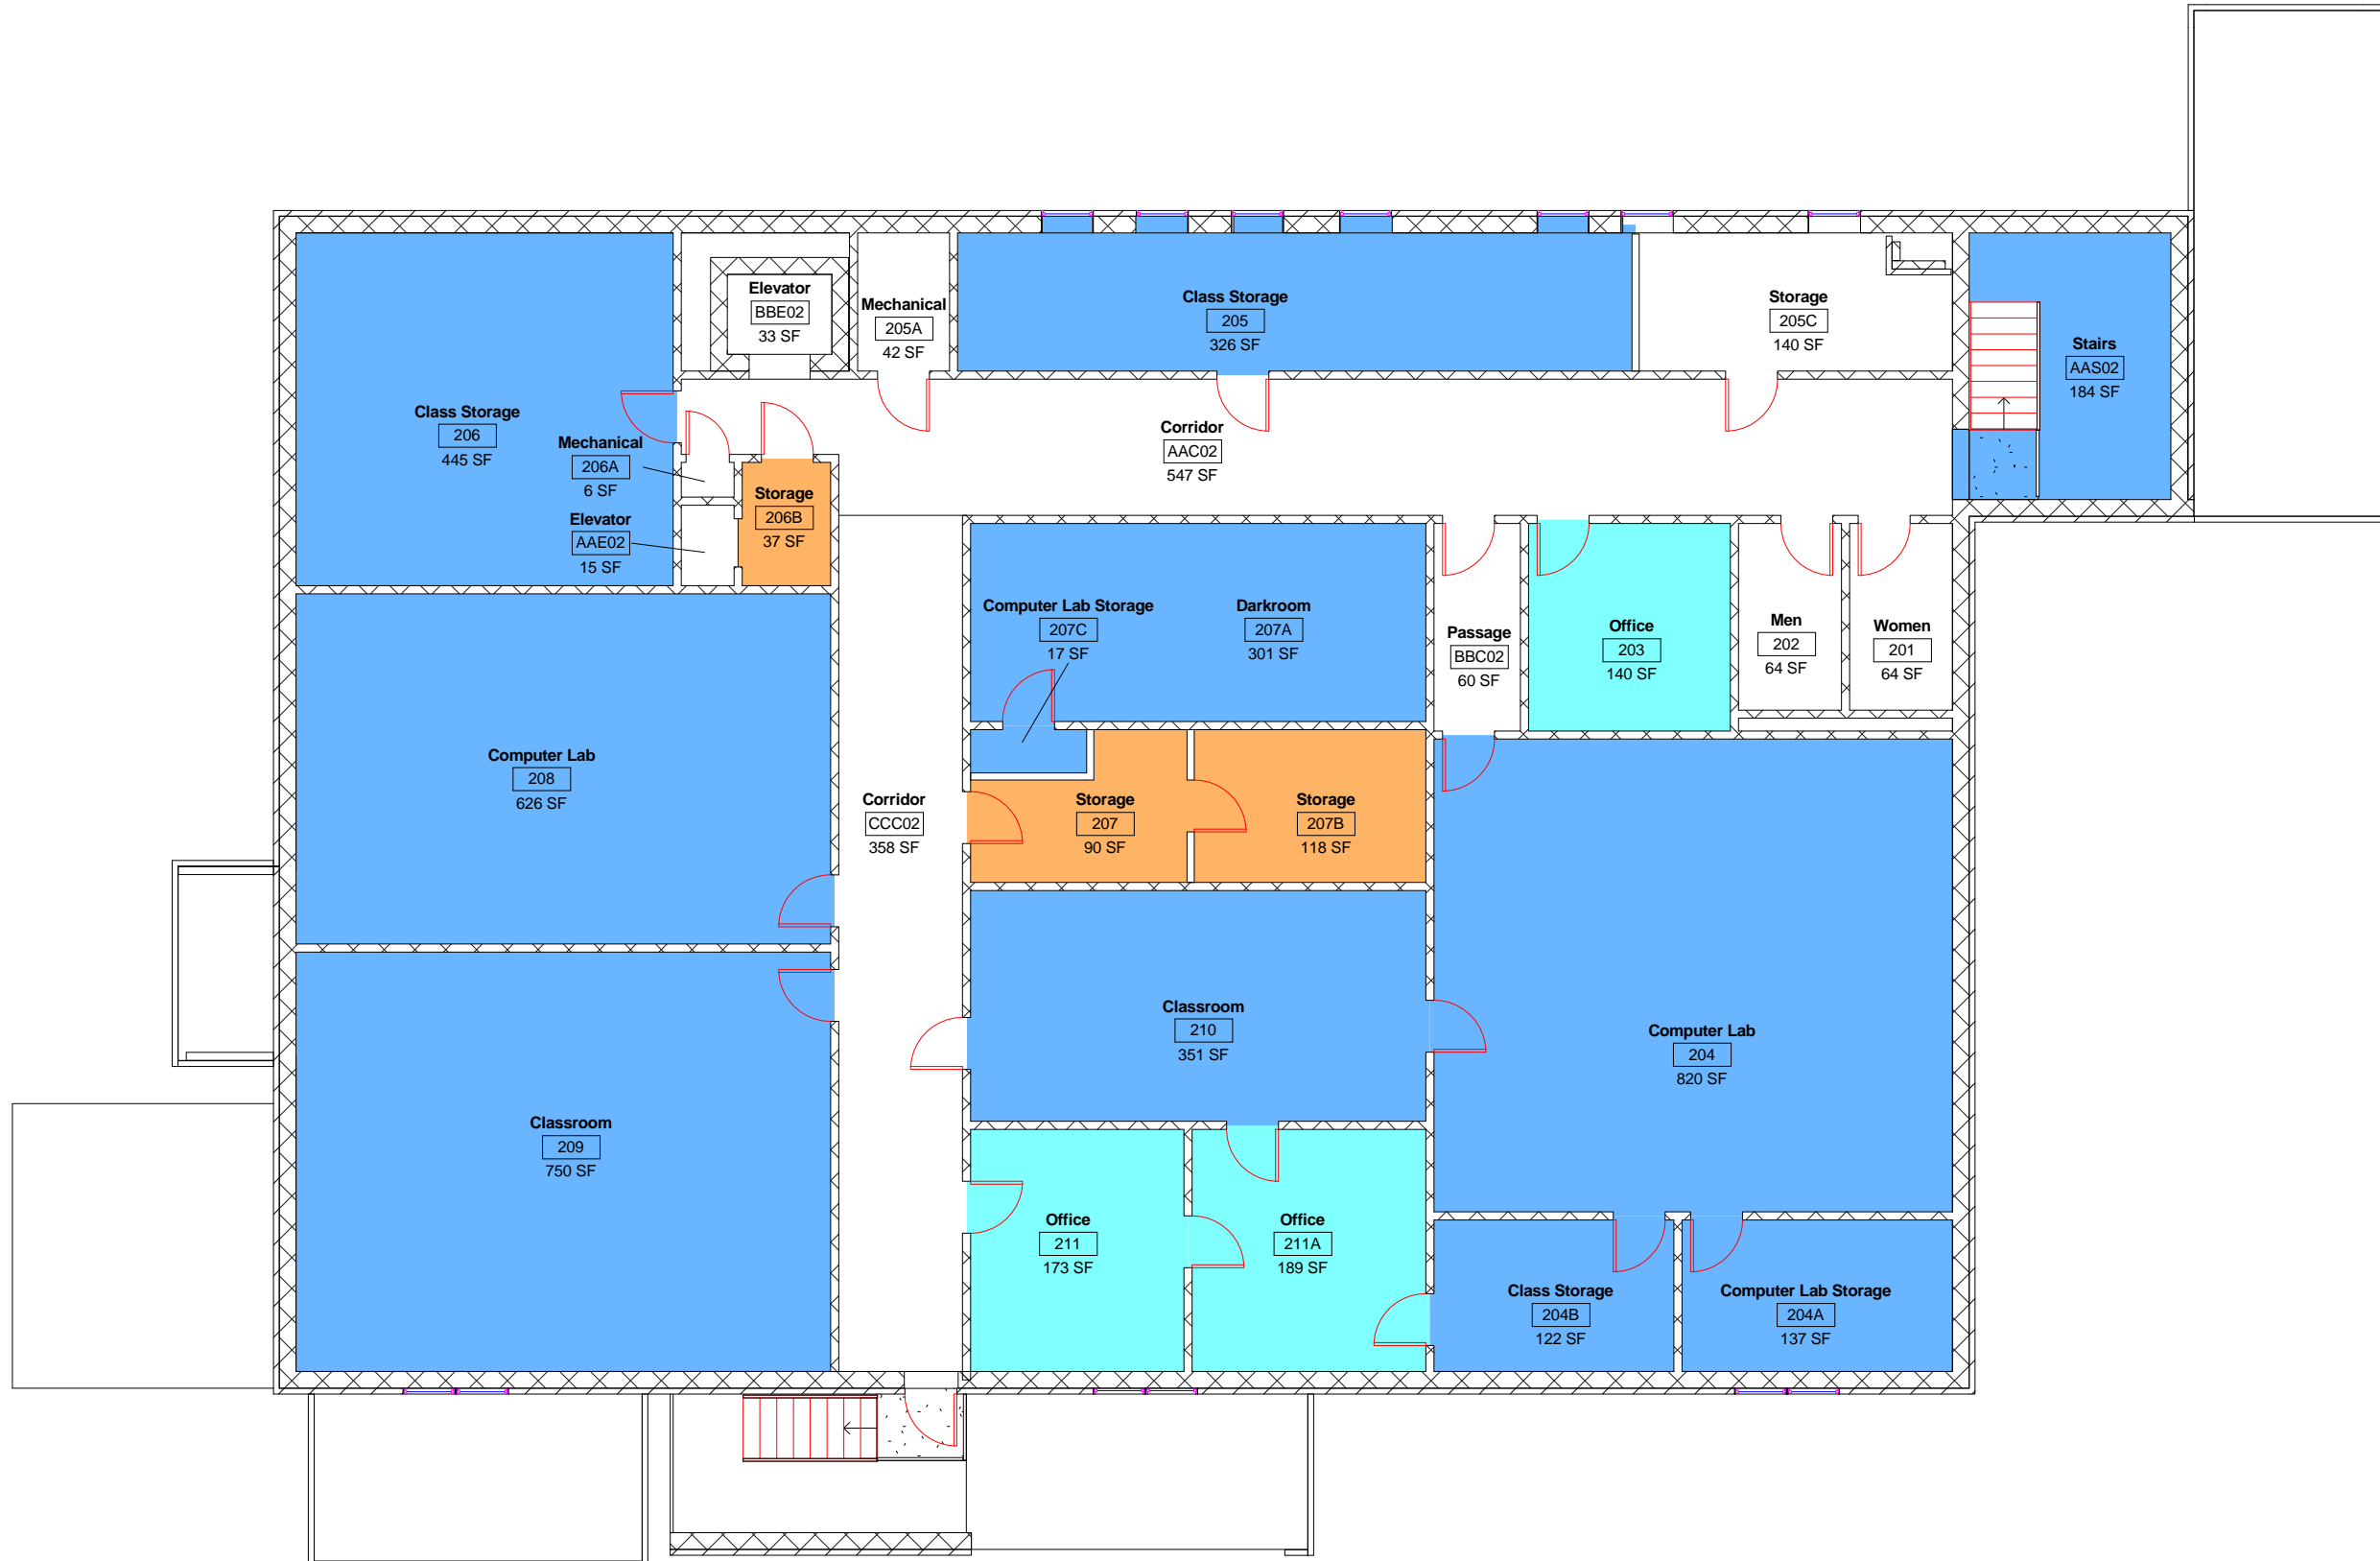 Elevator
BBE02
33 SF
Mechanical
205A
42 SF
Class Storage
205
326 SF
Storage
205C
140 SF
Stairs
AAS02
184 SF
Class Storage
206
445 SF
Mechanical
206A
6 SF
Elevator
AAE02
15 SF
Storage
206B
37 SF
Corridor
AAC02
547 SF
Computer Lab Storage
207C
17 SF
Darkroom
207A
301 SF
Passage
BBC02
60 SF
Office
203
140 SF
Men
202
64 SF
Women
201
64 SF
Computer Lab
208
626 SF
Corridor
CCC02
358 SF
Storage
207
90 SF
Storage
207B
118 SF
Classroom
210
351 SF
Computer Lab
204
820 SF
Classroom
209
750 SF
Office
211
173 SF
Office
211A
189 SF
Class Storage
204B
122 SF
Computer Lab Storage
204A
137 SF